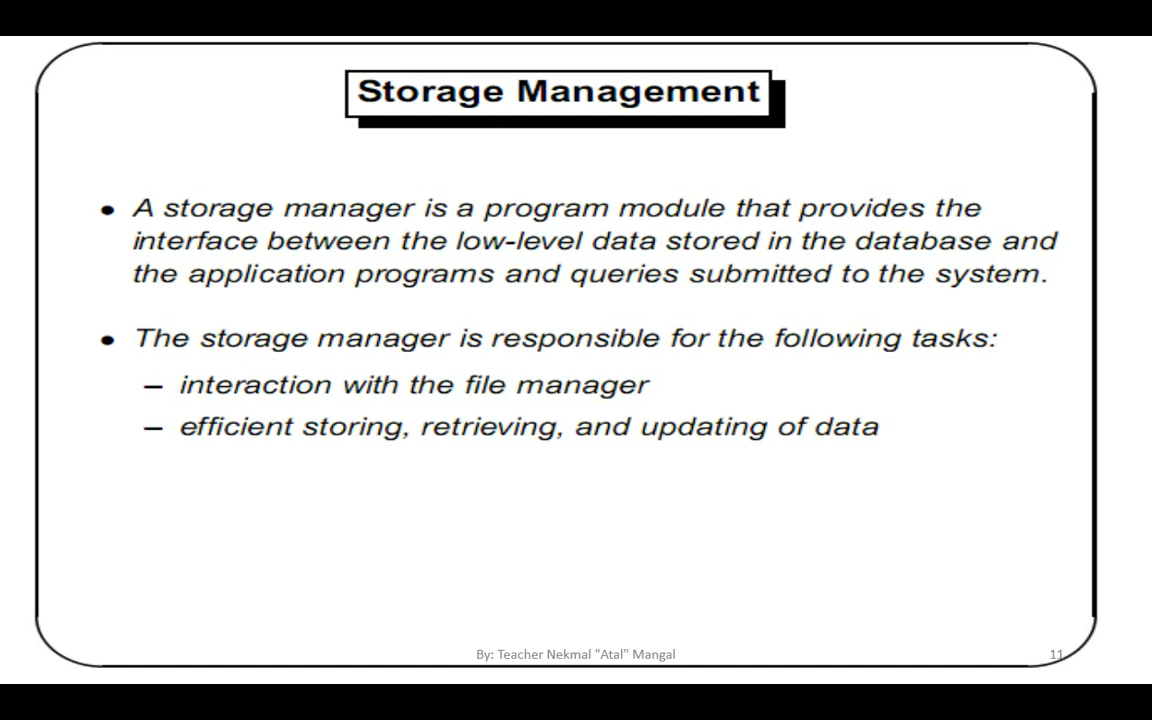 Storage Management
• A storage manager is a program module that provides the
interface between the low-level data stored in the database and
the application programs and queries submitted to the system.
• The storage manager is responsible for the following tasks:
– interaction with the file manager
– efficient storing, retrieving, and updating of data
By: Teacher Nekmal "Atal" Mangal
11